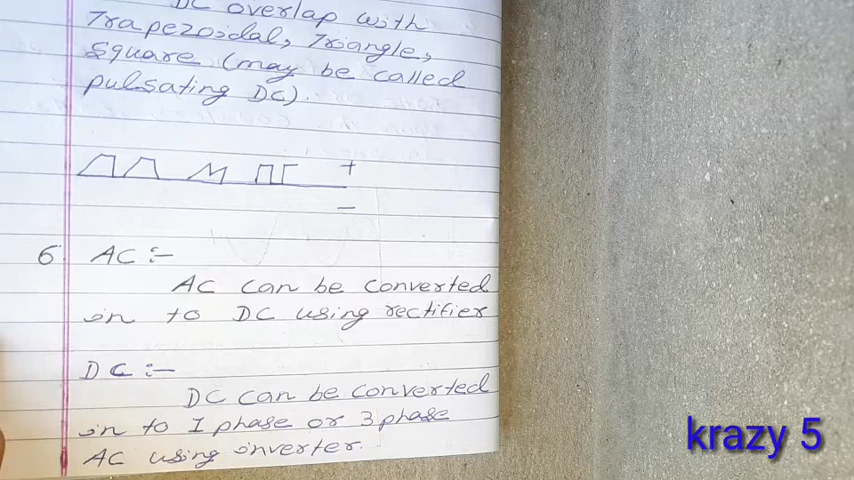 DC overlap with
Trapezoidal, Triangle,
Square (may be called
pulsating DC).
+
-
6. AC :-
AC can be converted
in to DC using rectifier
DC :-
DC can be converted
in to 1 phase or 3 phase
AC using inverter.
krazy 5